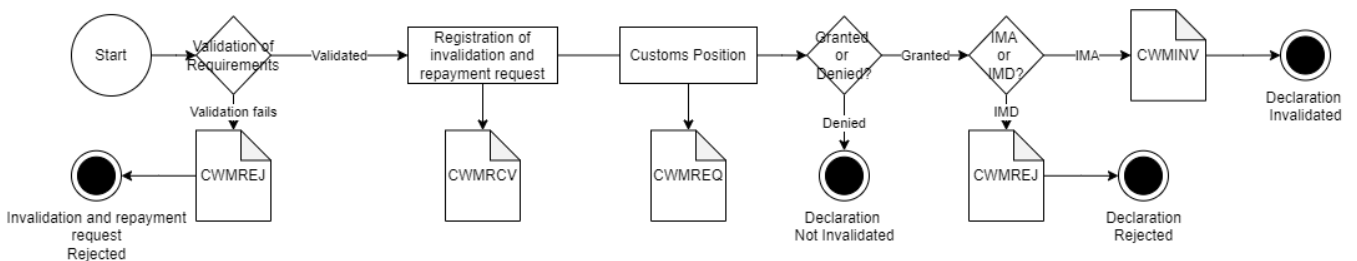 Start
Validation of
Requirements
Validated
Registration of
invalidation and
repayment request
Customs Position
Granted
or
Denied?
Granted
IMA
or
IMD?
IMA
CWMINV
Declaration
Invalidated
Validation fails
Denied
IMD
CWMREJ
CWMRCV
CWMREQ
CWMREJ
Invalidation and repayment
request
Rejected
Declaration
Not Invalidated
Declaration
Rejected